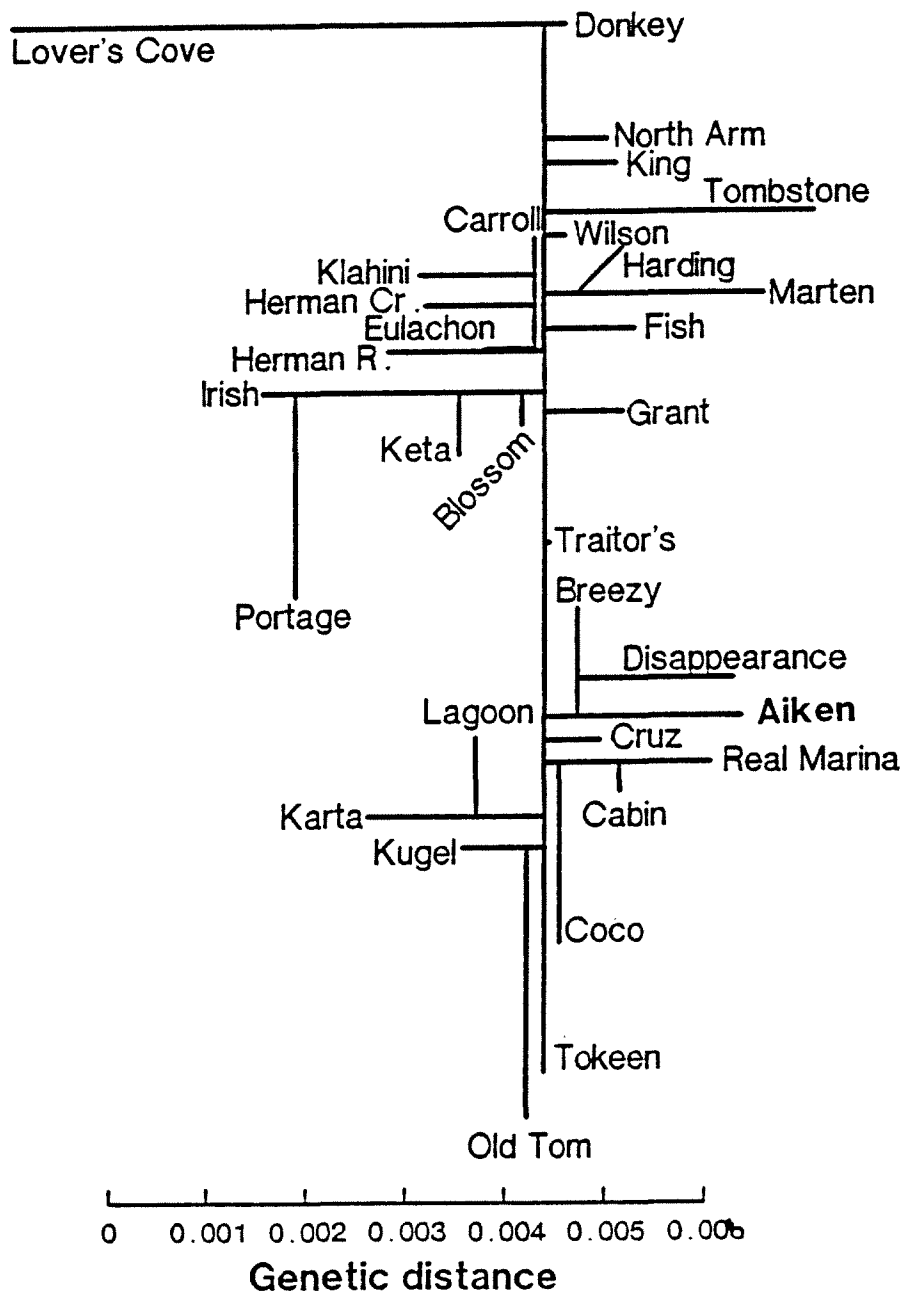 Donkey
Lover's Cove
North Arm
King
Tombstone
Carroll
Wilson
Harding
Klahini
Marten
Herman Cr.
Eulachon
Fish
Herman R.
Irish
Grant
Keta
Blossom
Traitor's
Breezy
Portage
Disappearance
Lagoon
Aiken
Cruz
Real Marina
Cabin
Karta
Kugel
Coco
Tokeen
Old Tom
0 0.001 0.002 0.003 0.004 0.005 0.006
Genetic distance